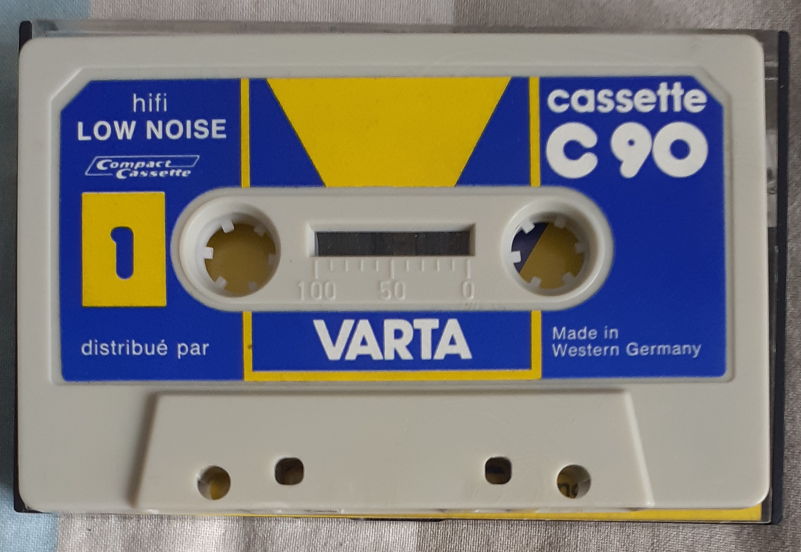 hifi
LOW NOISE
Compact
Cassette
1
distribué par
100 50 0
VARTA
cassette
C 90
Made in
Western Germany